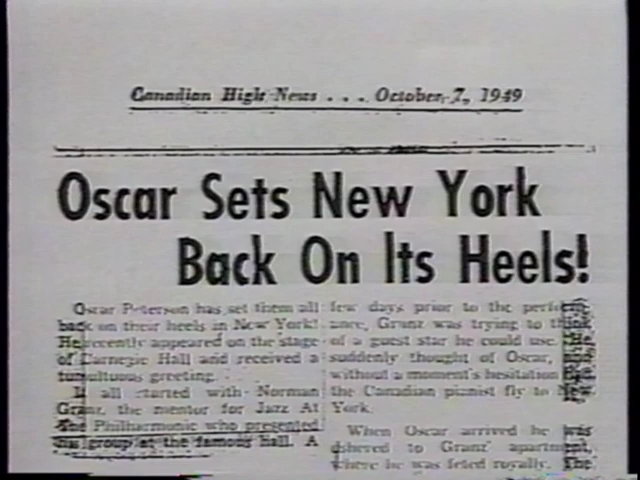 Canadian High News . . . October 7, 1949
Oscar Sets New York
Back On Its Heels!
Oscar Peterson has set them all
back on their heels in New York!
He recently appeared on the stage
of Carnegie Hall and received a
tumultuous greeting.
It all started with Norman
Granz, the mentor for Jazz At
The Philharmonic who presented
his group at the famous hall. A
few days prior to the perform-
ance, Granz was trying to think
of a guest star he could use. He
suddenly thought of Oscar,
without a moment's hesitation
the Canadian pianist fly to New
York.
When Oscar arrived he was
ushered to Granz' apartment,
where he was feted royally. The